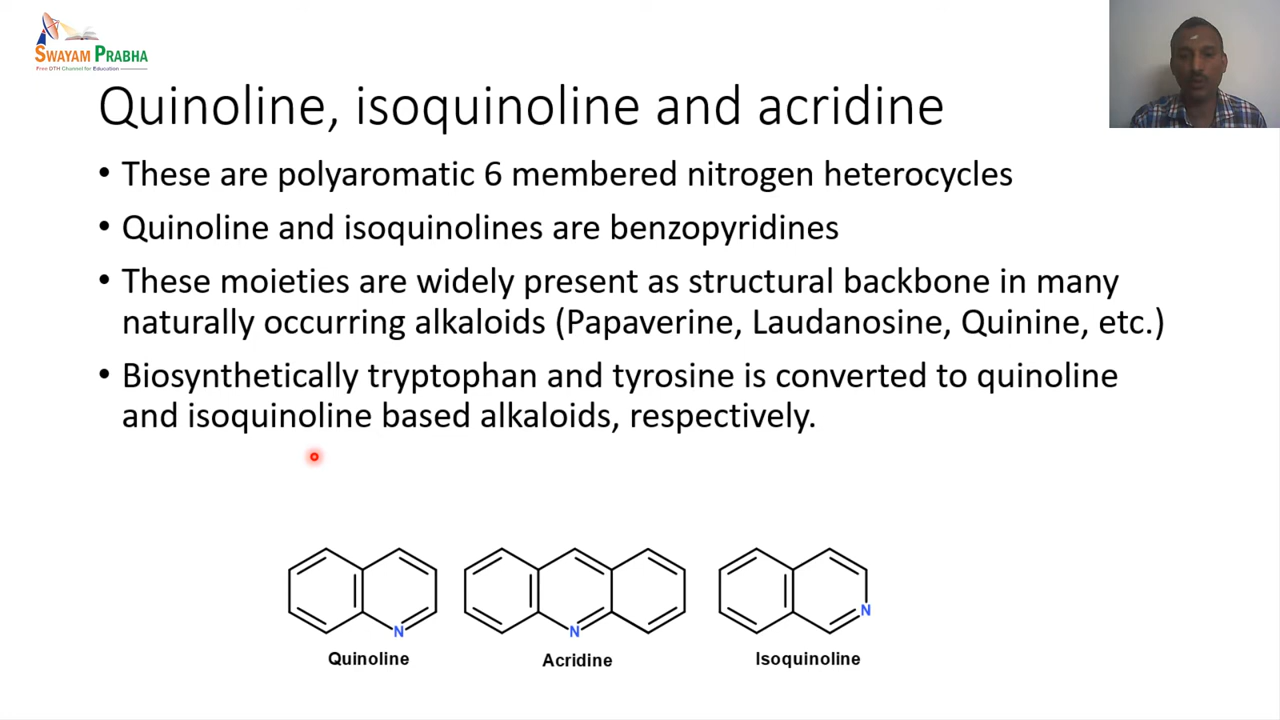 SWAYAM PRABHA
Free DTH Channel for Education
Quinoline, isoquinoline and acridine
• These are polyaromatic 6 membered nitrogen heterocycles
• Quinoline and isoquinolines are benzopyridines
• These moieties are widely present as structural backbone in many
naturally occurring alkaloids (Papaverine, Laudanosine, Quinine, etc.)
• Biosynthetically tryptophan and tyrosine is converted to quinoline
and isoquinoline based alkaloids, respectively.
N
N
N
Quinoline
Acridine
Isoquinoline